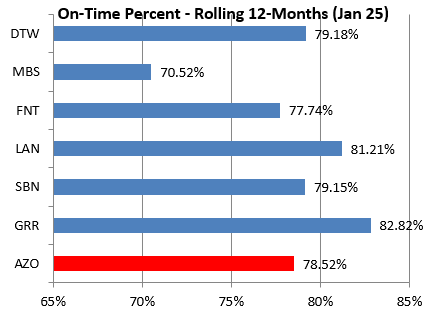 On-Time Percent - Rolling 12-Months (Jan 25)
DTW 79.18%
MBS 70.52%
FNT 77.74%
LAN 81.21%
SBN 79.15%
GRR 82.82%
AZO 78.52%
65% 70% 75% 80% 85%